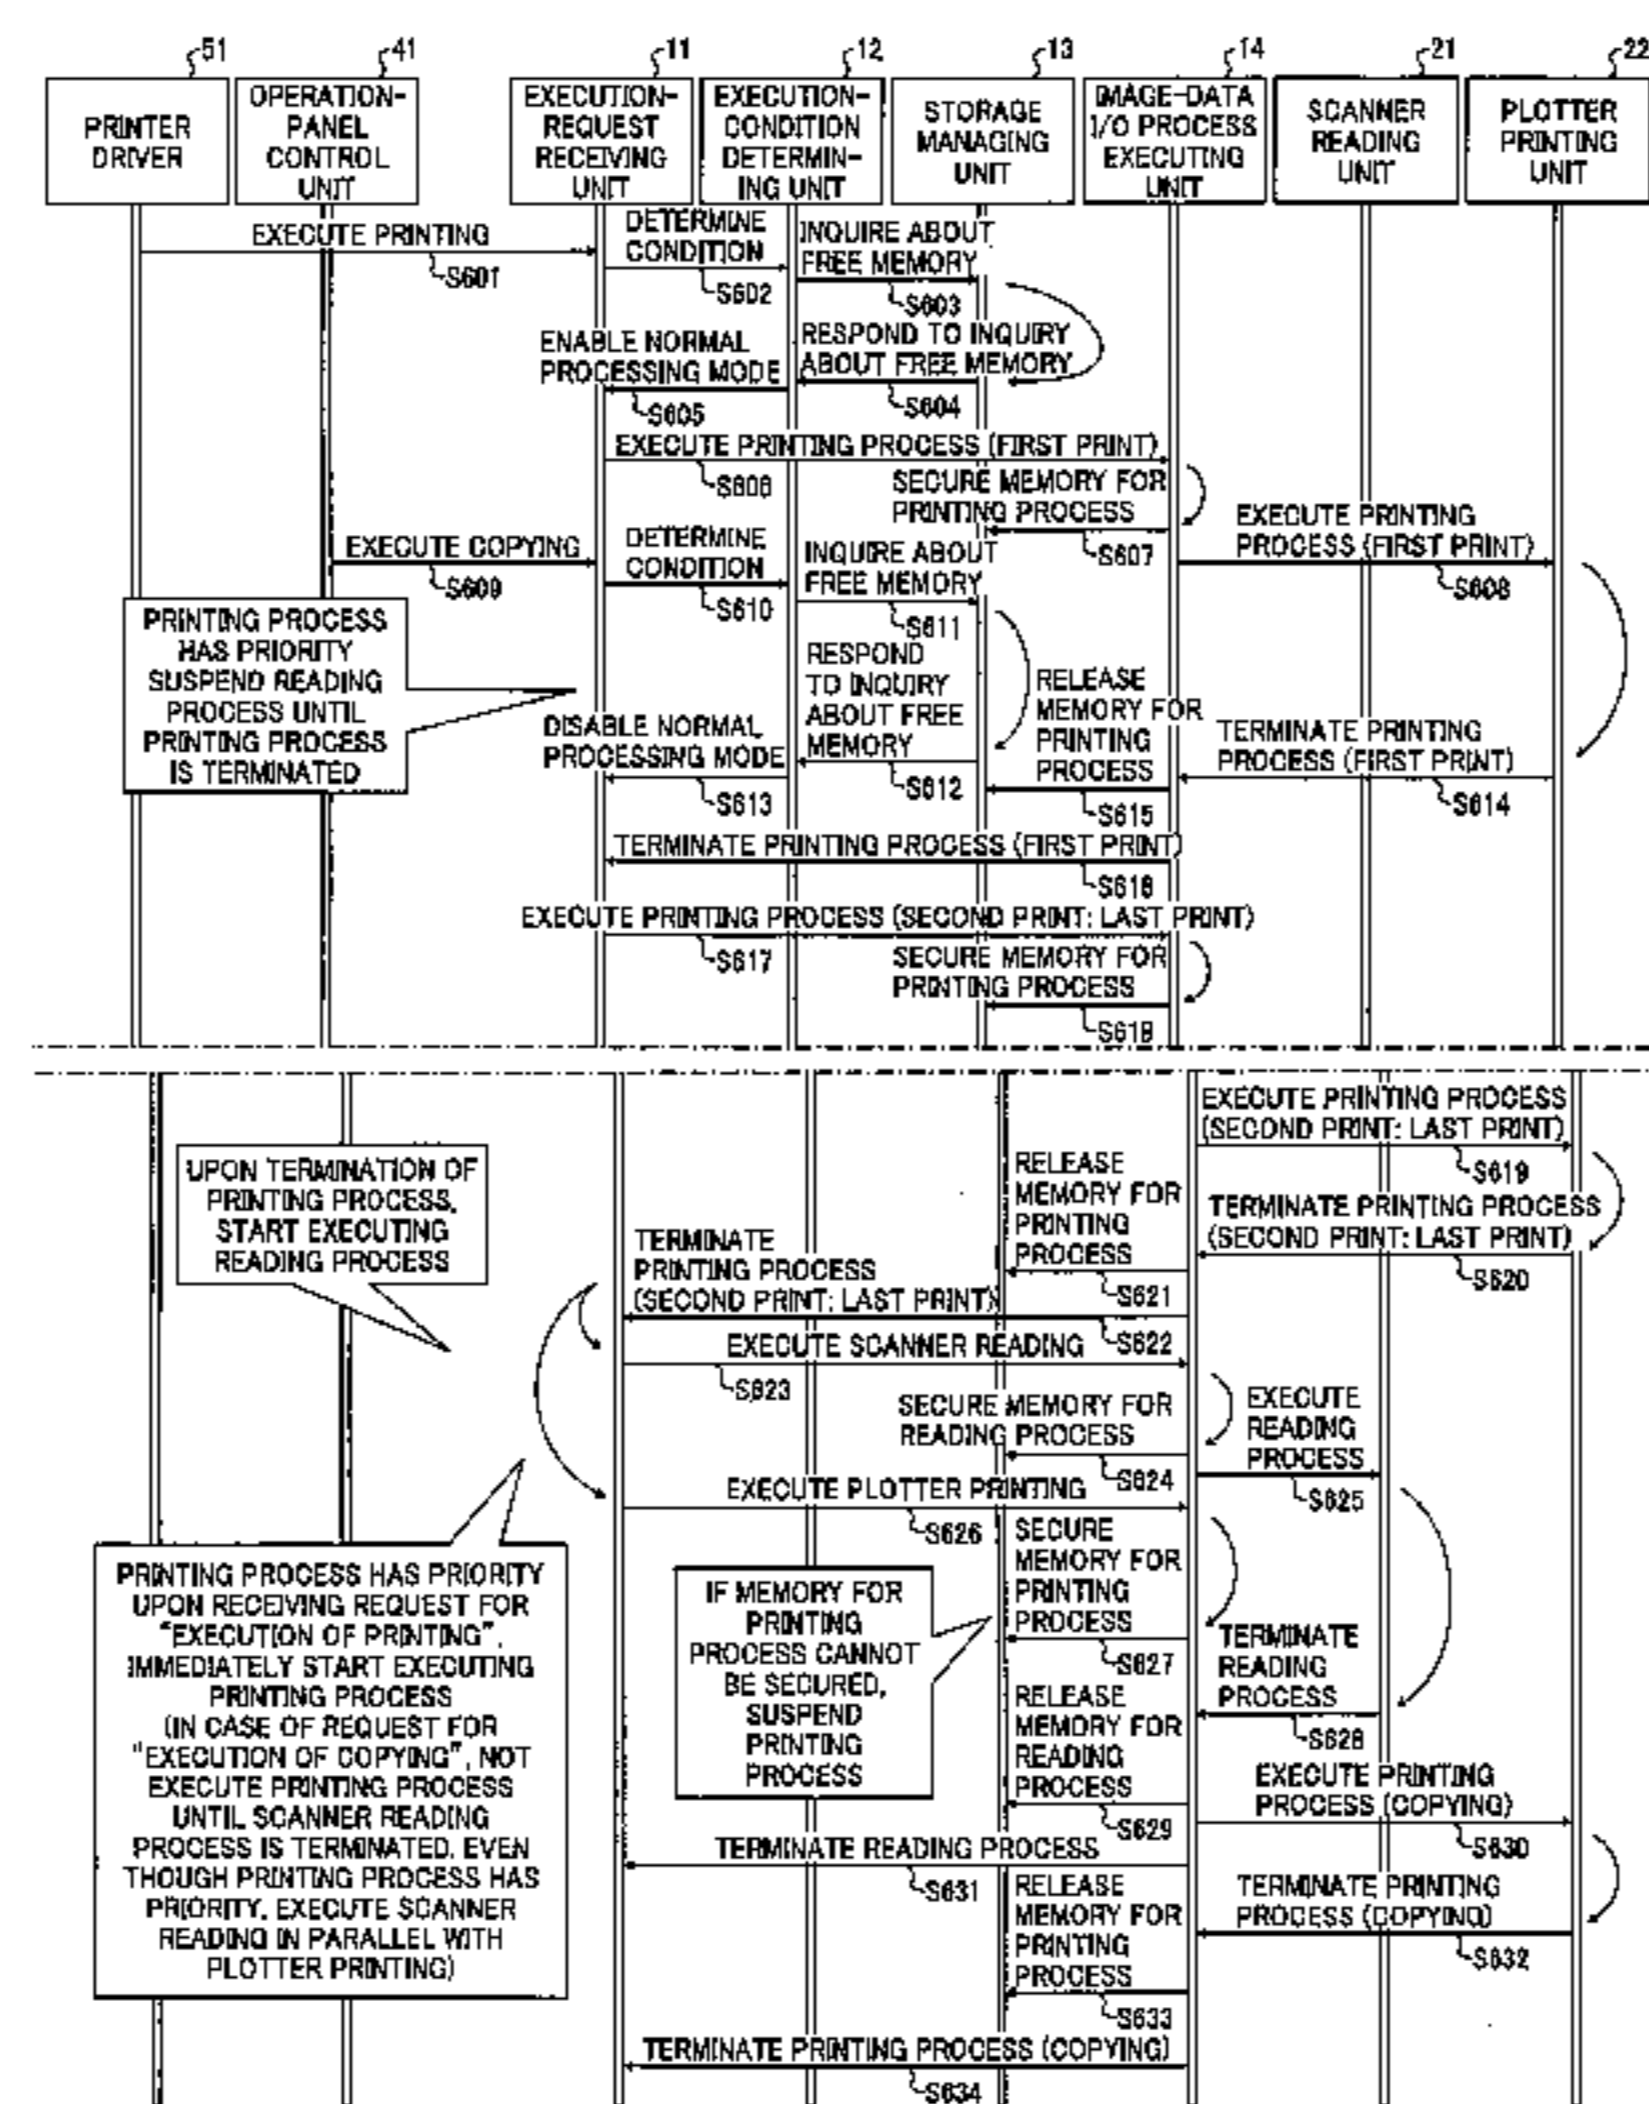 51
41
11
12
13
14
21
22
PRINTER
DRIVER
OPERATION-
PANEL
CONTROL
UNIT
EXECUTION-
REQUEST
RECEIVING
UNIT
EXECUTION-
CONDITION
DETERMIN-
ING UNIT
STORAGE
MANAGING
UNIT
IMAGE-DATA
I/O PROCESS
EXECUTING
UNIT
SCANNER
READING
UNIT
PLOTTER
PRINTING
UNIT
EXECUTE PRINTING
S601
DETERMINE
CONDITION
S602
INQUIRE ABOUT
FREE MEMORY
S603
RESPOND TO INQUIRY
ABOUT FREE MEMORY
S604
ENABLE NORMAL
PROCESSING MODE
S605
EXECUTE PRINTING PROCESS (FIRST PRINT)
S606
SECURE MEMORY FOR
PRINTING PROCESS
S607
EXECUTE PRINTING
PROCESS (FIRST PRINT)
S608
EXECUTE COPYING
S609
DETERMINE
CONDITION
S610
INQUIRE ABOUT
FREE MEMORY
S611
PRINTING PROCESS
HAS PRIORITY
SUSPEND READING
PROCESS UNTIL
PRINTING PROCESS
IS TERMINATED
RESPOND
TO INQUIRY
ABOUT FREE
MEMORY
S612
DISABLE NORMAL
PROCESSING MODE
S613
TERMINATE PRINTING
PROCESS (FIRST PRINT)
S614
RELEASE
MEMORY FOR
PRINTING
PROCESS
S615
TERMINATE PRINTING PROCESS (FIRST PRINT)
S616
EXECUTE PRINTING PROCESS (SECOND PRINT: LAST PRINT)
S617
SECURE MEMORY FOR
PRINTING PROCESS
S618
EXECUTE PRINTING PROCESS
(SECOND PRINT: LAST PRINT)
S619
TERMINATE PRINTING PROCESS
(SECOND PRINT: LAST PRINT)
S620
UPON TERMINATION OF
PRINTING PROCESS,
START EXECUTING
READING PROCESS
RELEASE
MEMORY FOR
PRINTING
PROCESS
S621
TERMINATE
PRINTING PROCESS
(SECOND PRINT: LAST PRINT)
S622
EXECUTE SCANNER READING
S623
SECURE MEMORY FOR
READING PROCESS
S624
EXECUTE
READING
PROCESS
S625
EXECUTE PLOTTER PRINTING
S626
SECURE
MEMORY FOR
PRINTING
PROCESS
S627
PRINTING PROCESS HAS PRIORITY
UPON RECEIVING REQUEST FOR
"EXECUTION OF PRINTING",
IMMEDIATELY START EXECUTING
PRINTING PROCESS
(IN CASE OF REQUEST FOR
"EXECUTION OF COPYING", NOT
EXECUTE PRINTING PROCESS
UNTIL SCANNER READING
PROCESS IS TERMINATED. EVEN
THOUGH PRINTING PROCESS HAS
PRIORITY, EXECUTE SCANNER
READING IN PARALLEL WITH
PLOTTER PRINTING)
IF MEMORY FOR
PRINTING
PROCESS CANNOT
BE SECURED,
SUSPEND
PRINTING
PROCESS
TERMINATE
READING
PROCESS
S628
RELEASE
MEMORY FOR
READING
PROCESS
S629
EXECUTE PRINTING
PROCESS (COPYING)
S630
TERMINATE READING PROCESS
S631
TERMINATE PRINTING
PROCESS (COPYING)
S632
RELEASE
MEMORY FOR
PRINTING
PROCESS
S633
TERMINATE PRINTING PROCESS (COPYING)
S634